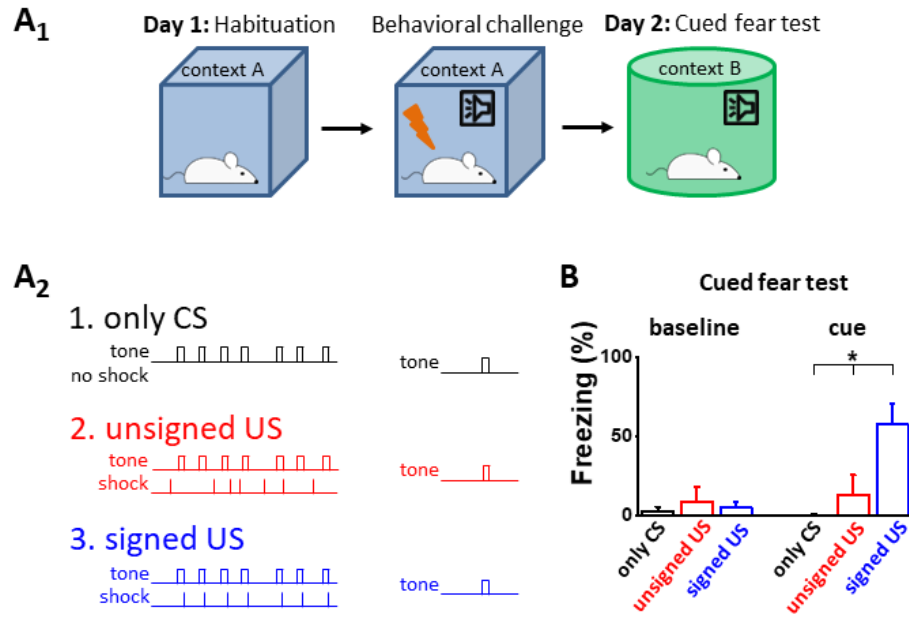 A1
Day 1: Habituation
Behavioral challenge
Day 2: Cued fear test
context A
context A
context B
A2
1. only CS
tone
no shock
tone
2. unsigned US
tone
shock
tone
3. signed US
tone
shock
tone
B
Cued fear test
baseline
cue
*
Freezing (%)
100
50
0
only CS
unsigned US
signed US
only CS
unsigned US
signed US